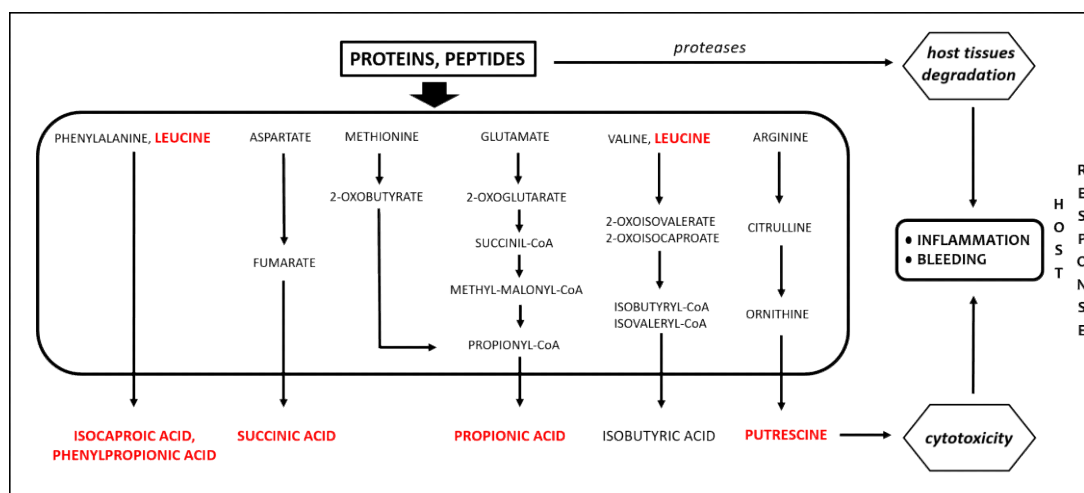 PROTEINS, PEPTIDES
proteases
host tissues
degradation
PHENYLALANINE, LEUCINE
ASPARTATE
METHIONINE
GLUTAMATE
VALINE, LEUCINE
ARGININE
2-OXOBUTYRATE
2-OXOGLUTARATE
2-OXOISOVALERATE
2-OXOISOCAPROATE
CITRULLINE
SUCCINIL-CoA
FUMARATE
METHYL-MALONYL-CoA
ISOBUTYRYL-CoA
ISOVALERYL-CoA
ORNITHINE
PROPIONYL-CoA
• INFLAMMATION
• BLEEDING
HOST
RESPONSE
ISOCAPROIC ACID,
PHENYLPROPIONIC ACID
SUCCINIC ACID
PROPIONIC ACID
ISOBUTYRIC ACID
PUTRESCINE
cytotoxicity